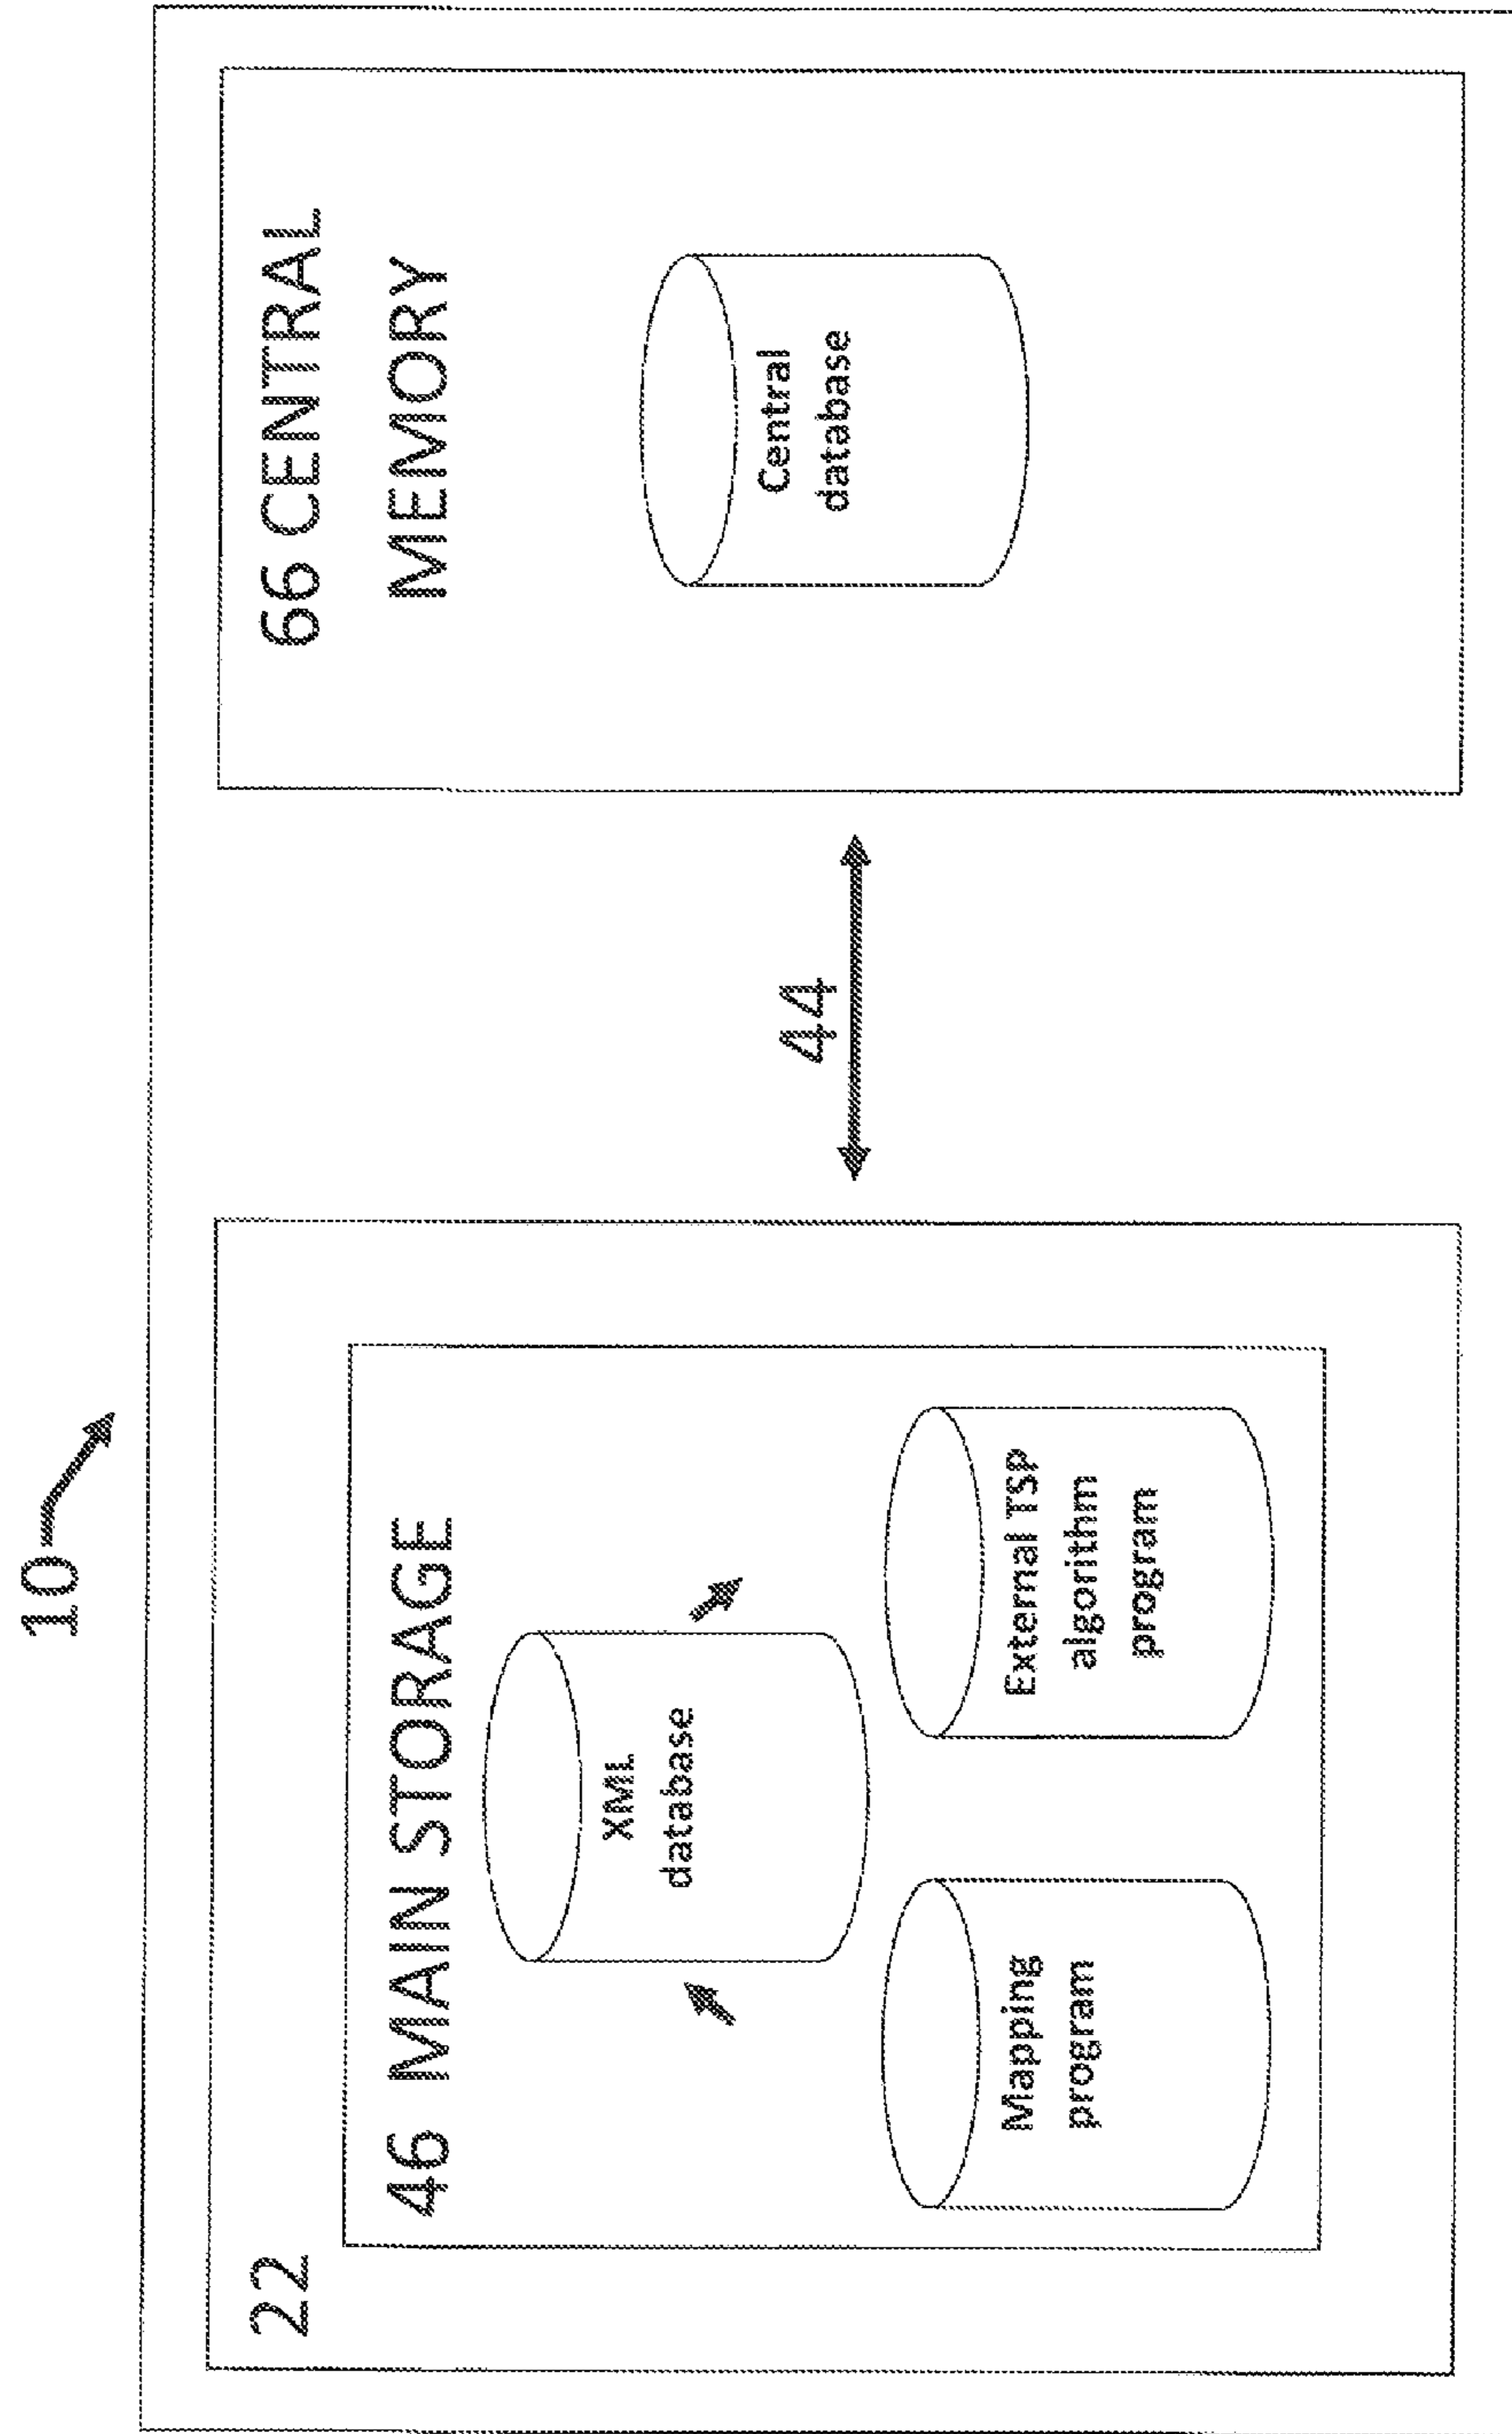 10
22
46 MAIN STORAGE
XML
database
Mapping
program
External TSP
algorithm
program
44
66 CENTRAL
MEMORY
Central
database